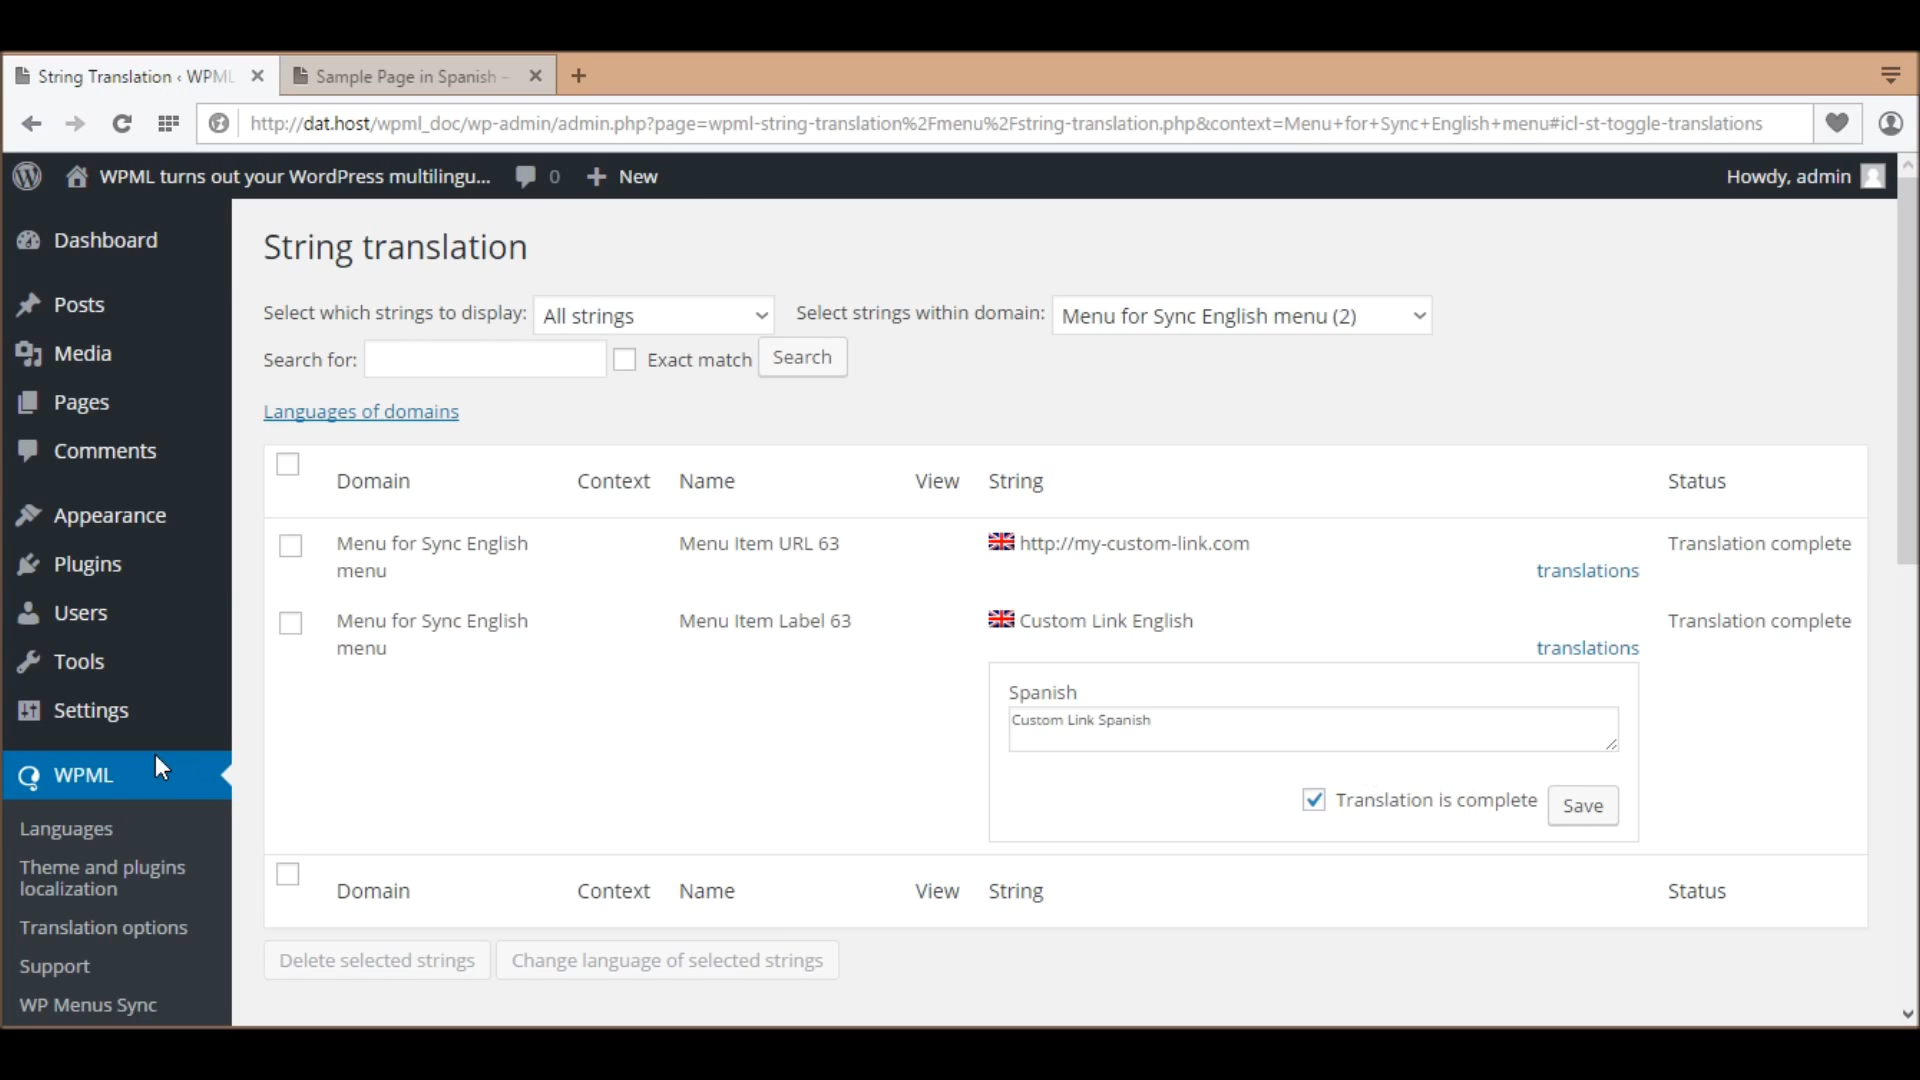 String Translation ‹ WPML
Sample Page in Spanish –
http://dat.host/wpml_doc/wp-admin/admin.php?page=wpml-string-translation%2Fmenu%2Fstring-translation.php&context=Menu+for+Sync+English+menu#icl-st-toggle-translations
WPML turns out your WordPress multilingu... 0 New
Howdy, admin
Dashboard
Posts
Media
Pages
Comments
Appearance
Plugins
Users
Tools
Settings
WPML
Languages
Theme and plugins
localization
Translation options
Support
WP Menus Sync
String translation
Select which strings to display: All strings Select strings within domain: Menu for Sync English menu (2)
Search for: Exact match Search
Languages of domains
Domain Context Name View String Status
Menu for Sync English Menu Item URL 63 http://my-custom-link.com Translation complete
menu translations
Menu for Sync English Menu Item Label 63 Custom Link English Translation complete
menu translations
Spanish
Custom Link Spanish
Translation is complete Save
Domain Context Name View String Status
Delete selected strings Change language of selected strings